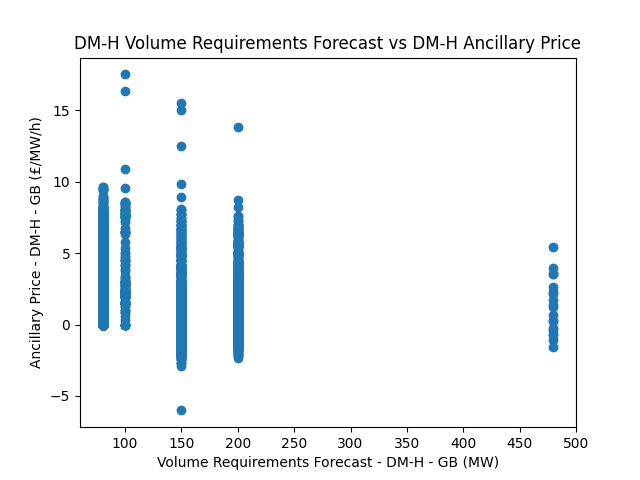 DM-H Volume Requirements Forecast vs DM-H Ancillary Price
Ancillary Price - DM-H - GB (£/MW/h)
15
10
5
0
−5
100 150 200 250 300 350 400 450 500
Volume Requirements Forecast - DM-H - GB (MW)